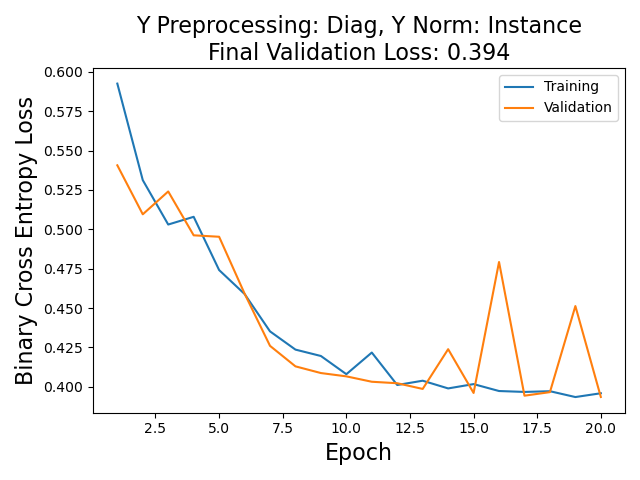 Y Preprocessing: Diag, Y Norm: Instance
Final Validation Loss: 0.394
Training
Validation
Binary Cross Entropy Loss
0.600
0.575
0.550
0.525
0.500
0.475
0.450
0.425
0.400
2.5 5.0 7.5 10.0 12.5 15.0 17.5 20.0
Epoch